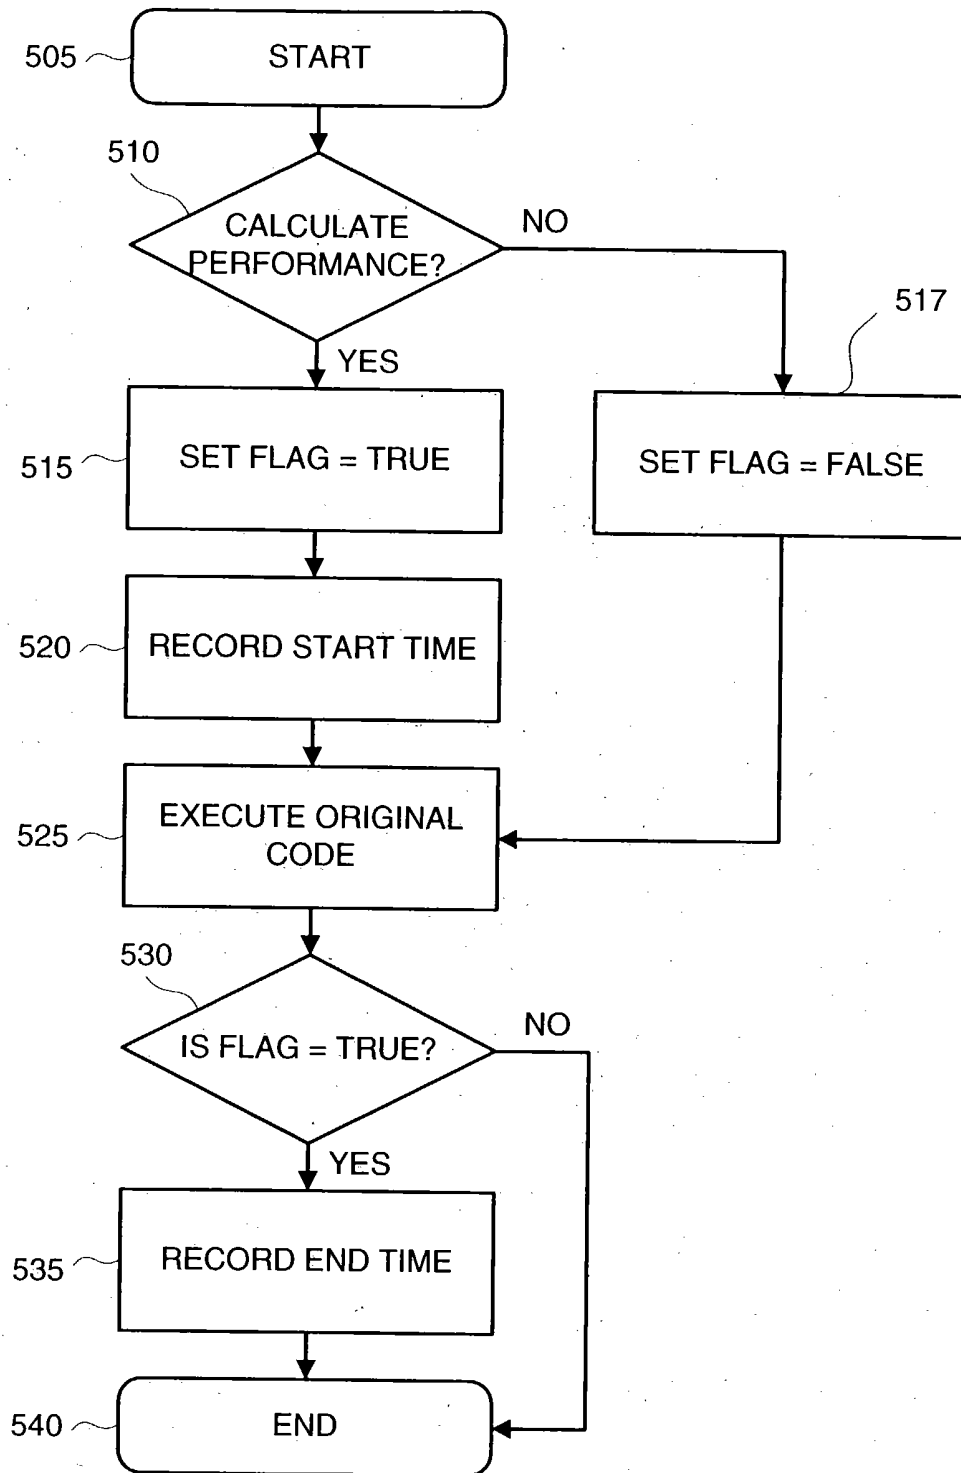 505
START
510
CALCULATE
PERFORMANCE?
NO
517
YES
515
SET FLAG = TRUE
SET FLAG = FALSE
520
RECORD START TIME
525
EXECUTE ORIGINAL
CODE
530
IS FLAG = TRUE?
NO
YES
535
RECORD END TIME
540
END